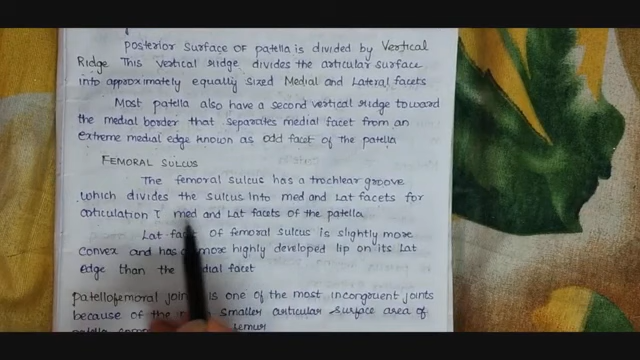 posterior surface of patella is divided by Vertical
Ridge This vertical ridge divides the articular surface
into approximately equally sized Medial and Lateral facets
Most patella also have a second vertical ridge toward
the medial border that separates medial facet from an
extreme medial edge known as odd facet of the patella
FEMORAL SULCUS
The femoral sulcus has a trochlear groove
which divides the sulcus into med and Lat facets for
articulation med and Lat facets of the patella
Lat of femoral sulcus is slightly more
convex and has more highly developed lip on its Lat
edge than the medial facet
patellofemoral joint is one of the most incongruent joints
because of the smaller articular surface area of
patella